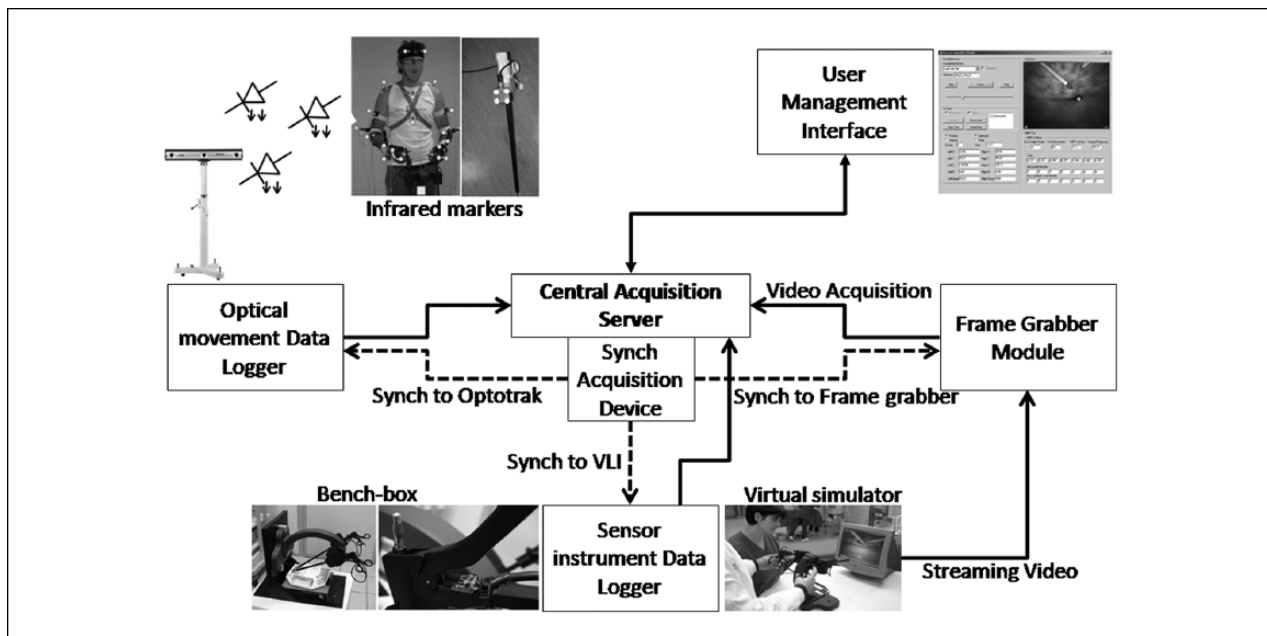 User
Management
Interface
Infrared markers
Optical
movement Data
Logger
Central Acquisition
Server
Video Acquisition
Frame Grabber
Module
Synch
Acquisition
Device
Synch to Optotrak
Synch to Frame grabber
Synch to VLI
Bench-box
Sensor
instrument Data
Logger
Virtual simulator
Streaming Video